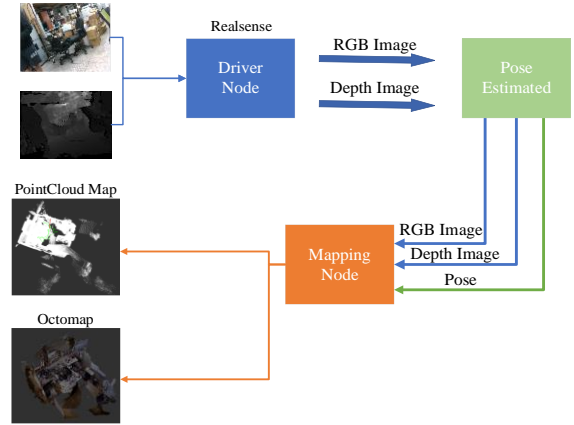 Realsense
Driver
Node
RGB Image
Depth Image
Pose
Estimated
PointCloud Map
RGB Image
Mapping
Node
Depth Image
Pose
Octomap